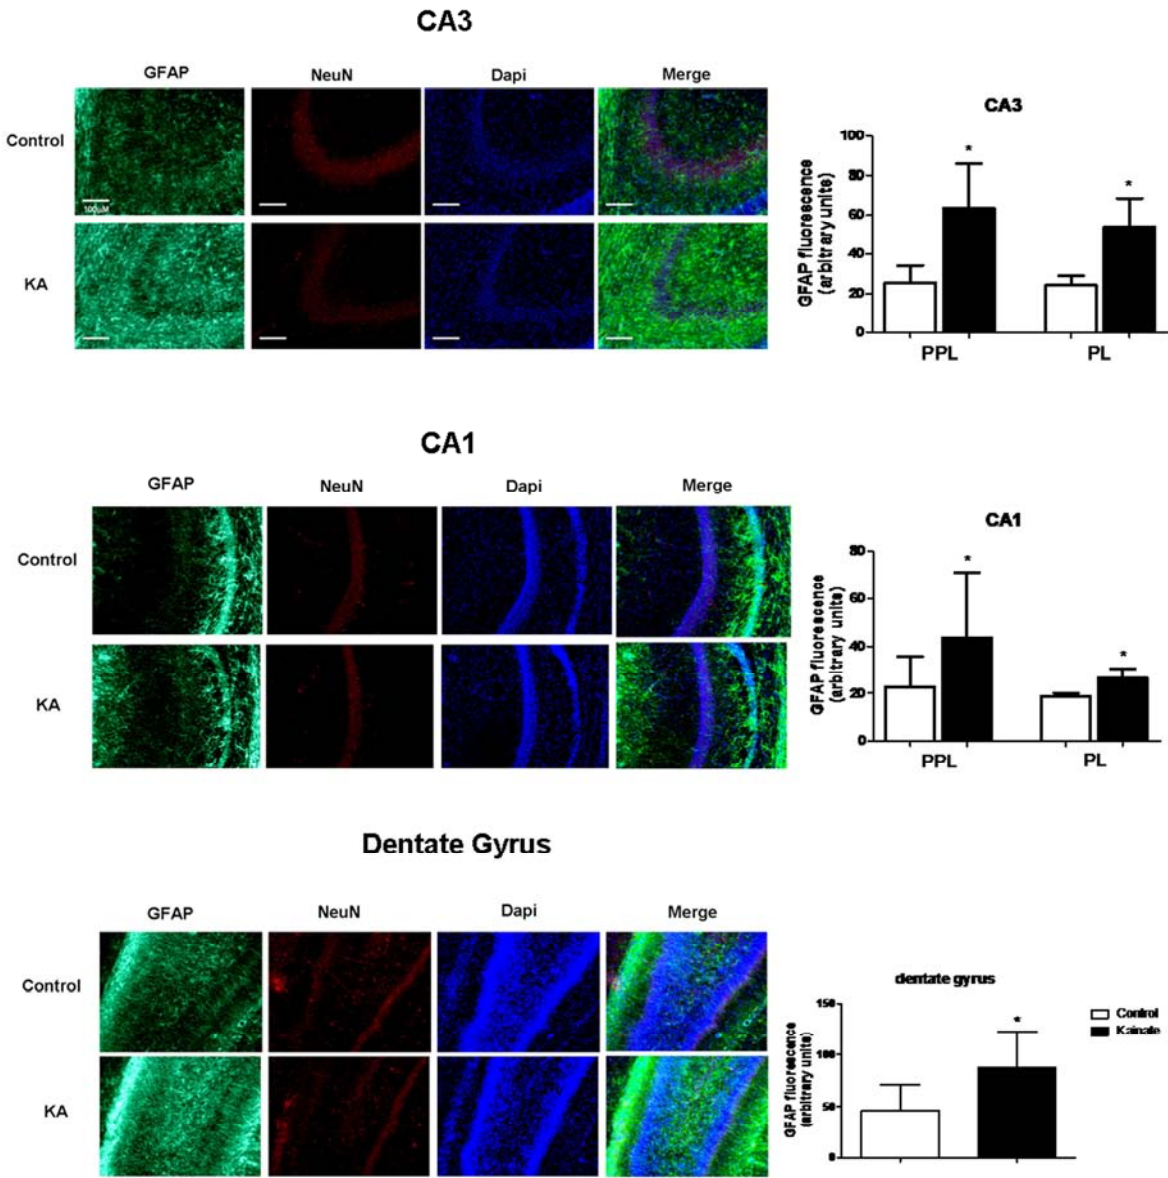 CA3
GFAP NeuN Dapi Merge
Control
100µM
KA
CA3
GFAP fluorescence
(arbitrary units)
100
80
60
40
20
0
* *
PPL PL
CA1
GFAP NeuN Dapi Merge
Control
KA
CA1
GFAP fluorescence
(arbitrary units)
80
60
40
20
0
* *
PPL PL
Dentate Gyrus
GFAP NeuN Dapi Merge
Control
KA
dentate gyrus
GFAP fluorescence
(arbitrary units)
150
100
50
0
*
Control
Kainate